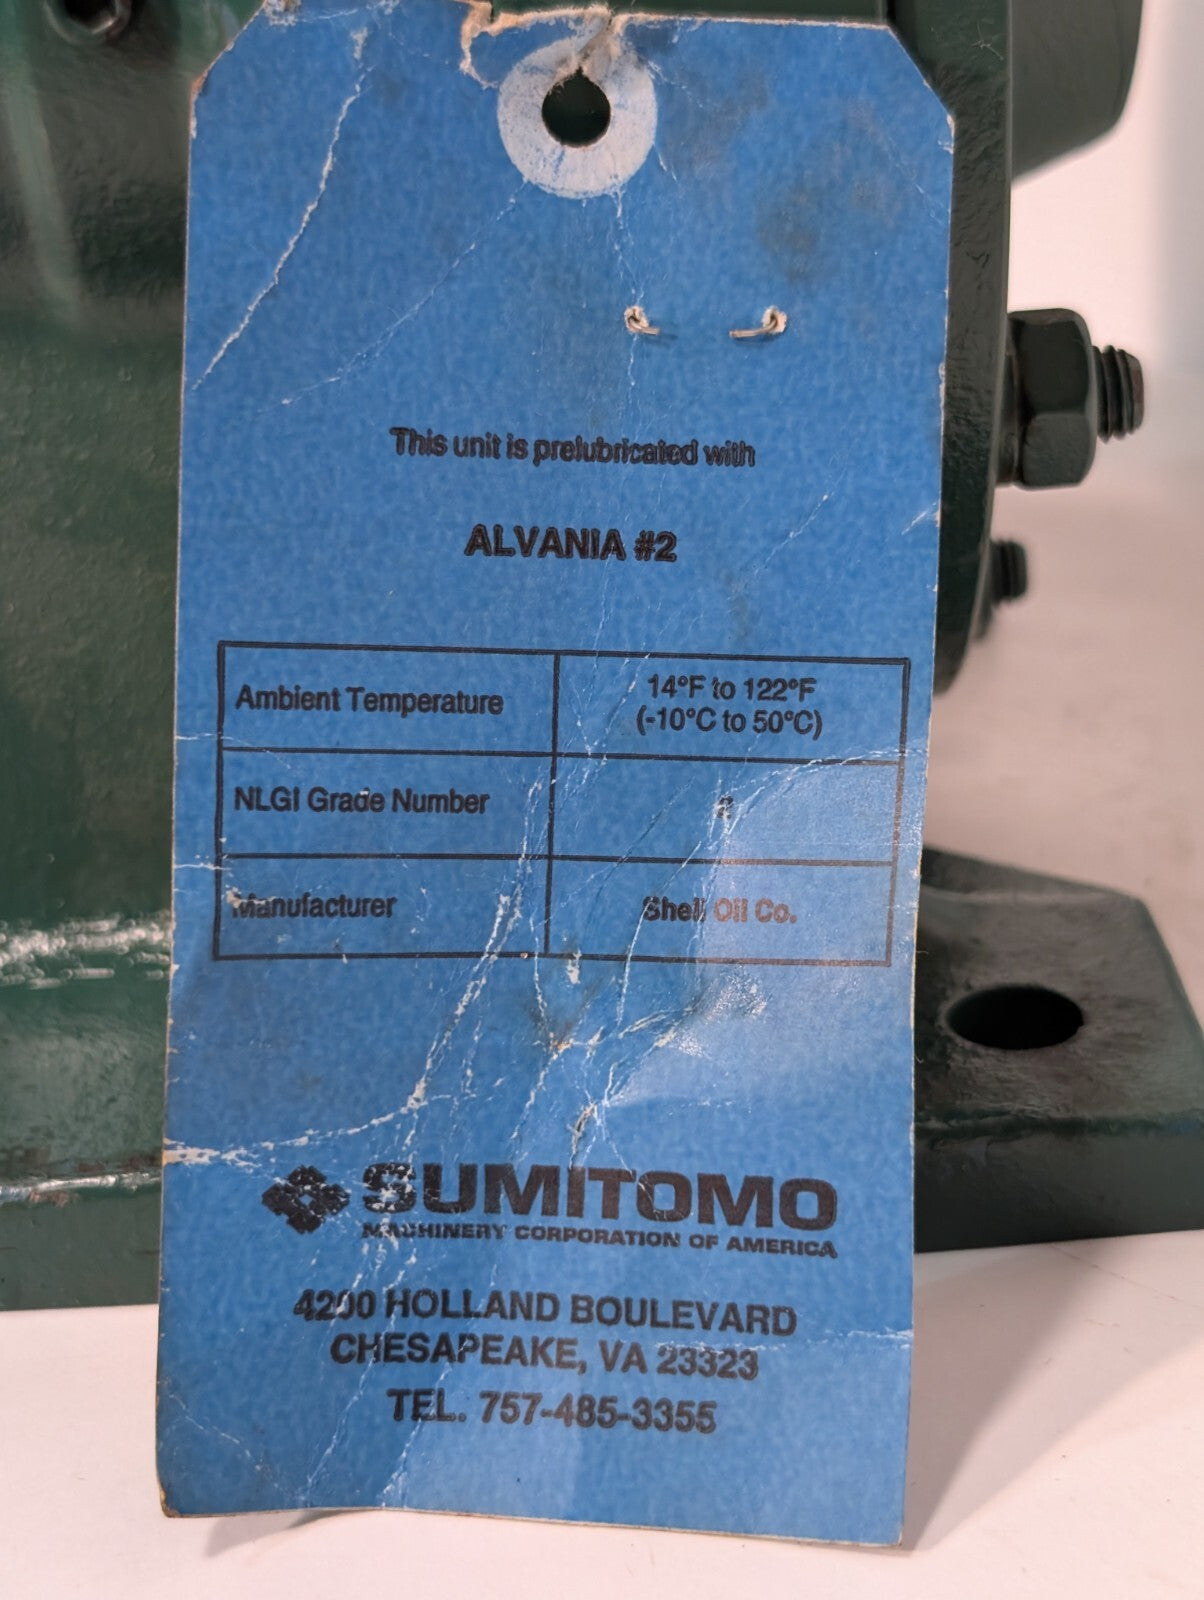 This unit is prelubricated with
ALVANIA #2
Ambient Temperature
14°F to 122°F
(-10°C to 50°C)
NLGI Grade Number
2
Manufacturer
Shell Oil Co.
SUMITOMO
MACHINERY CORPORATION OF AMERICA
4200 HOLLAND BOULEVARD
CHESAPEAKE, VA 23323
TEL. 757-485-3355